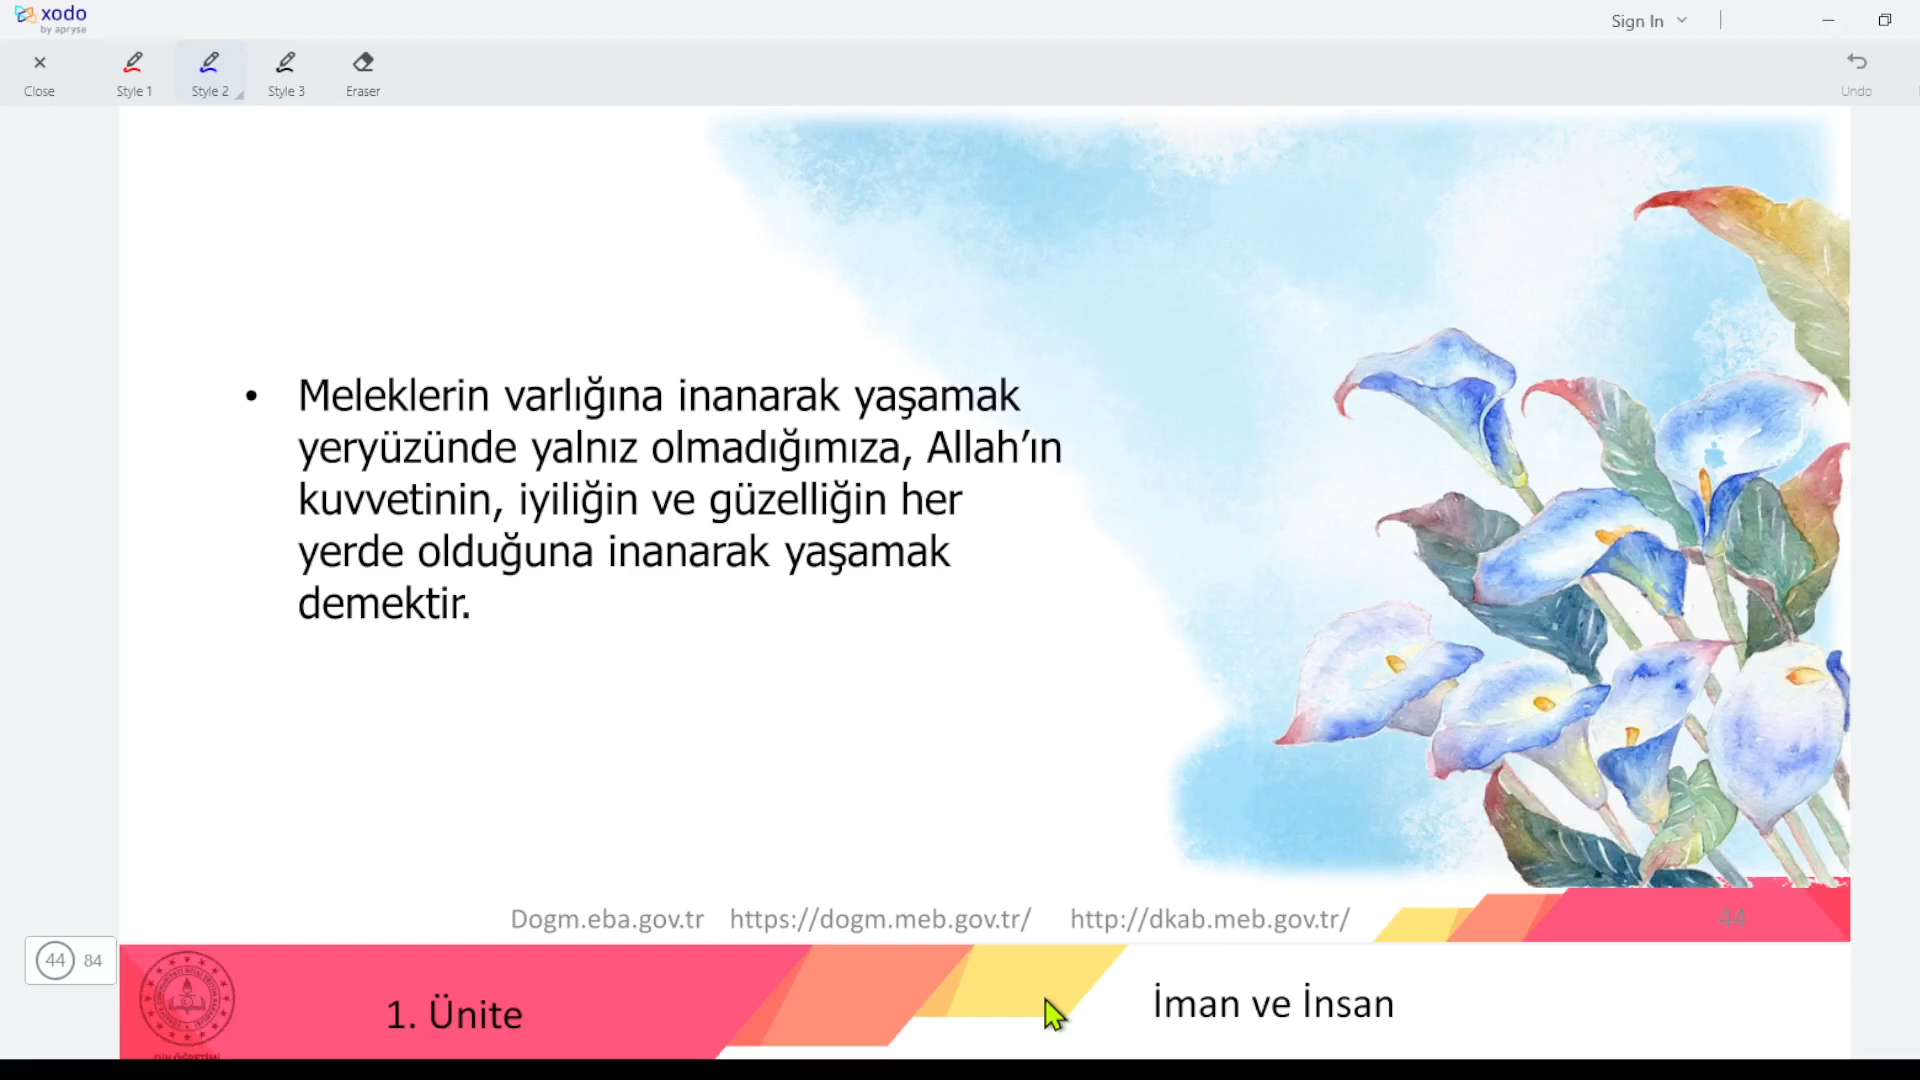 xodo
by apryse
Sign In
Close
Style 1
Style 2
Style 3
Eraser
Undo
• Meleklerin varlığına inanarak yaşamak
yeryüzünde yalnız olmadığımıza, Allah’ın
kuvvetinin, iyiliğin ve güzelliğin her
yerde olduğuna inanarak yaşamak
demektir.
Dogm.eba.gov.tr https://dogm.meb.gov.tr/ http://dkab.meb.gov.tr/
44
44 84
1. Ünite
İman ve İnsan